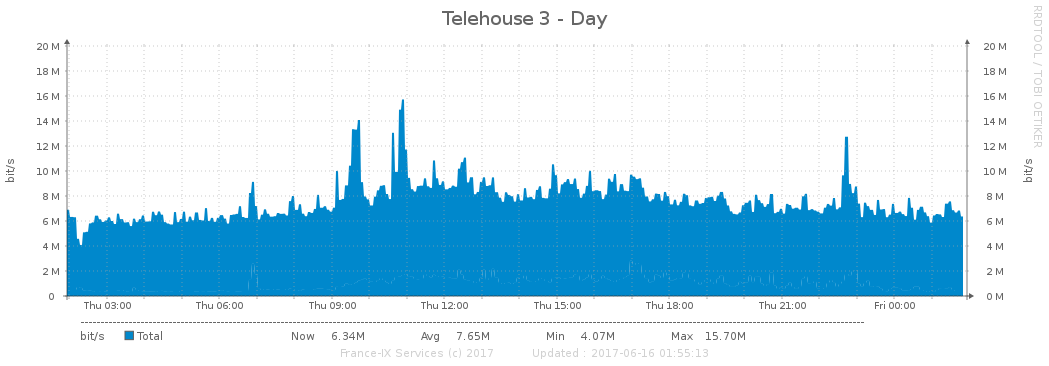 Telehouse 3 - Day
RRDTOOL / TOBI OETIKER
bit/s
20 M 20 M
18 M 18 M
16 M 16 M
14 M 14 M
12 M 12 M
10 M 10 M
8 M 8 M
6 M 6 M
4 M 4 M
2 M 2 M
0 0 M
bit/s
Thu 03:00 Thu 06:00 Thu 09:00 Thu 12:00 Thu 15:00 Thu 18:00 Thu 21:00 Fri 00:00
bit/s Total Now 6.34M Avg 7.65M Min 4.07M Max 15.70M
France-IX Services (c) 2017 Updated : 2017-06-16 01:55:13